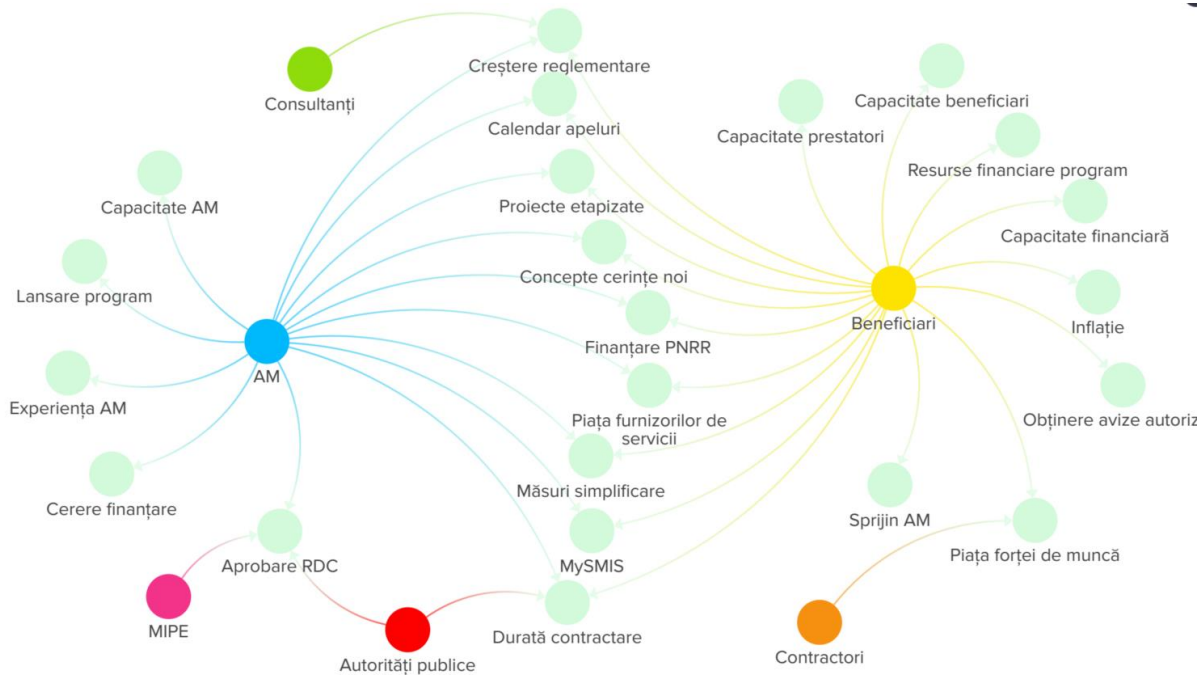 Creștere reglementare
Consultanți
Calendar apeluri
Capacitate beneficiari
Capacitate prestatori
Resurse financiare program
Capacitate AM
Proiecte etapizate
Capacitate financiară
Concepte cerințe noi
Lansare program
Beneficiari
Inflație
Finanțare PNRR
AM
Experiența AM
Piața furnizorilor de
servicii
Obținere avize autoriz
Măsuri simplificare
Cerere finanțare
Sprijin AM
Piața forței de muncă
Aprobare RDC
MySMIS
MIPE
Durată contractare
Autorități publice
Contractori